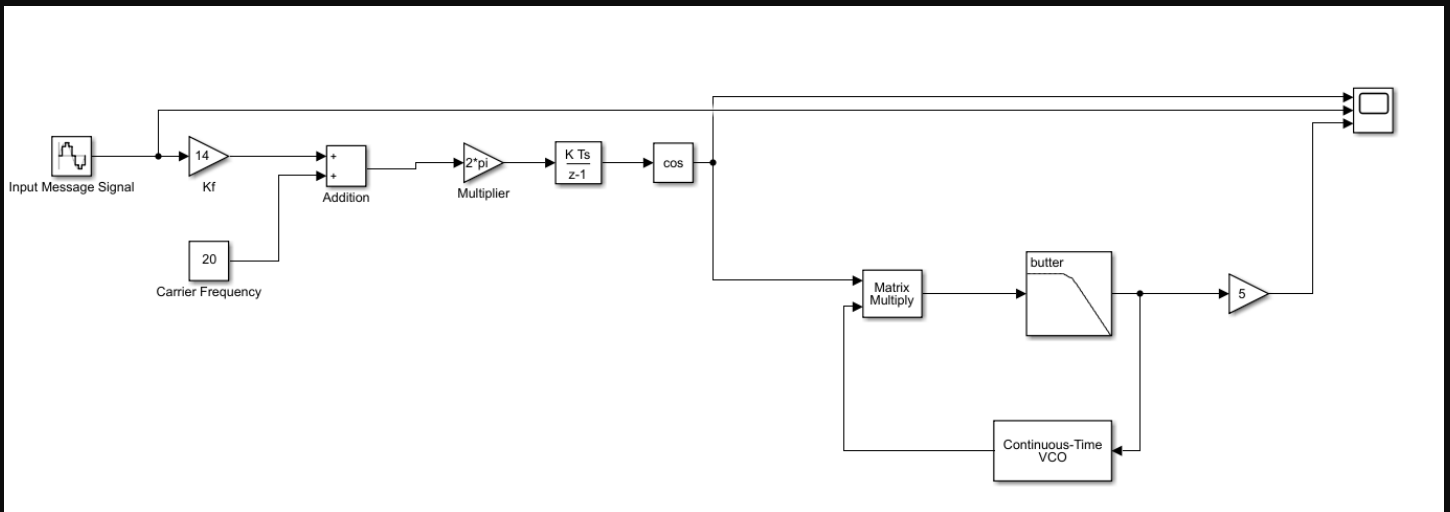 Input Message Signal
14
Kf
20
Carrier Frequency
+
+
Addition
2*pi
Multiplier
K Ts
z-1
cos
Matrix
Multiply
butter
5
Continuous-Time
VCO